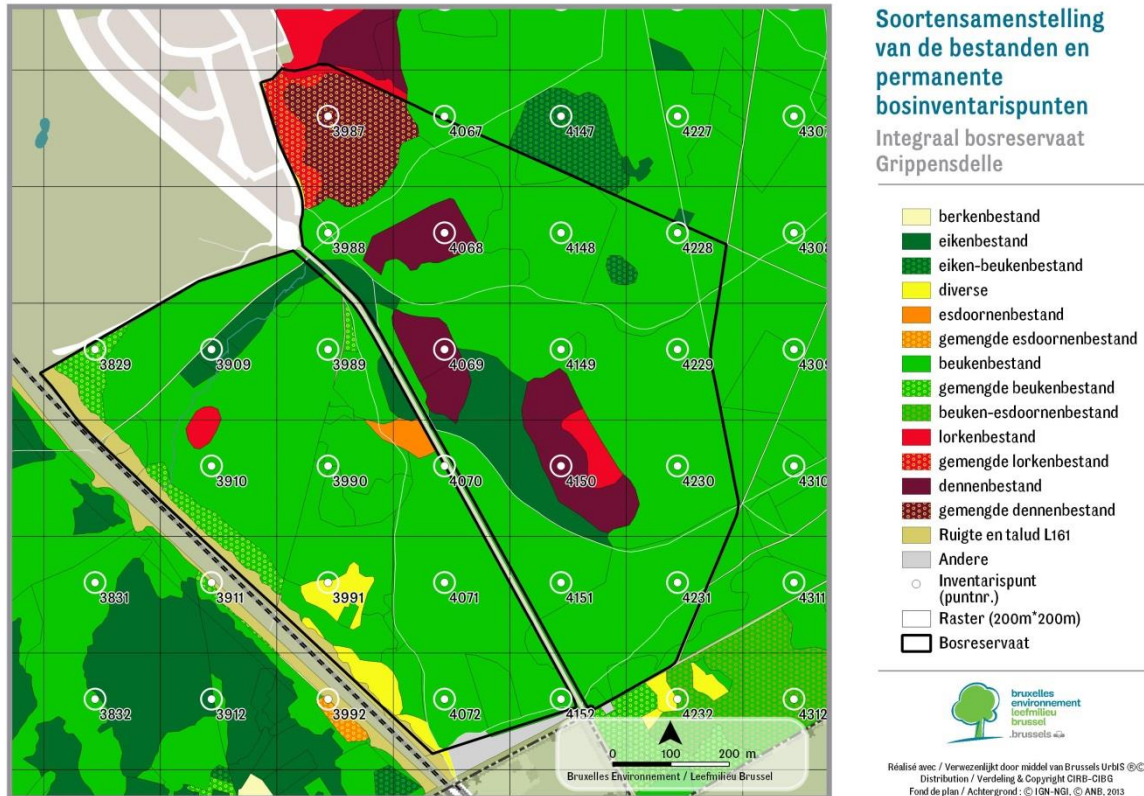 Soortensamenstelling
van de bestanden en
permanente
bosinventarispunten
Integraal bosreservaat
Grippensdelle
berkenbestand
eikenbestand
eiken-beukenbestand
diverse
esdoornenbestand
gemengde esdoornenbestand
beukenbestand
gemengde beukenbestand
beuken-esdoornenbestand
lorkenbestand
gemengde lorkenbestand
dennenbestand
gemengde dennenbestand
Ruigte en talud L161
Andere
Inventarispunt
(puntnr.)
Raster (200m*200m)
Bosreservaat
3987 4067 4147 4227 4307
3988 4068 4148 4228 4308
3829 3909 3989 4069 4149 4229 4309
3910 3990 4070 4150 4230 4310
3831 3911 3991 4071 4151 4231 4311
3832 3912 3992 4072 4152 4232 4312
0 100 200 m
Bruxelles Environnement / Leefmilieu Brussel
bruxelles
environnement
leefmilieu
brussel
.brussels
Réalisé avec / Verwezenlijkt door middel van Brussels UrbIS ®©
Distribution / Verdeling & Copyright CIRB-CIBG
Fond de plan / Achtergrond : © IGN-NGI, © ANB, 2013